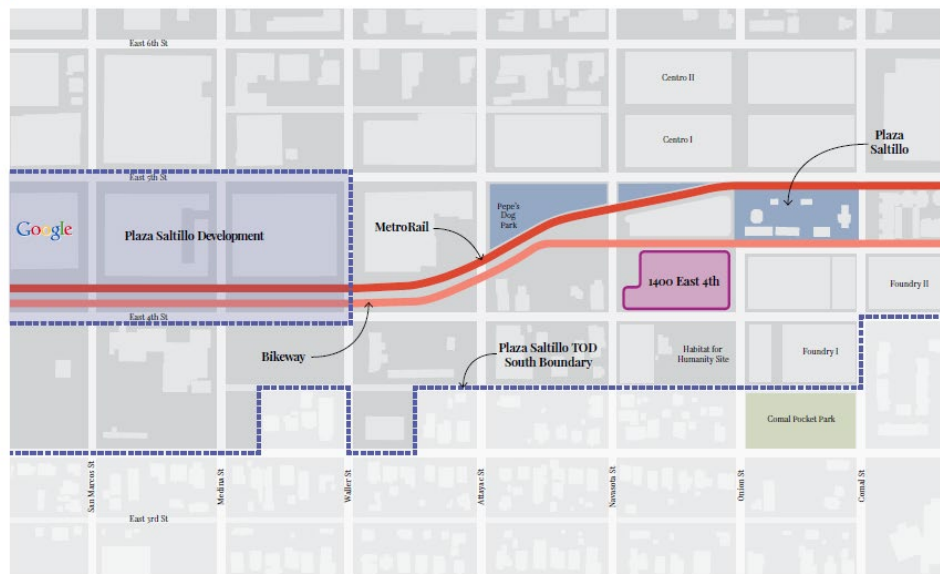 East 6th St
Centro II
Centro I
Plaza
Saltillo
East 5th St
Google
Plaza Saltillo Development
MetroRail
Pepe's
Dog
Park
1400 East 4th
Foundry II
East 4th St
Bikeway
Plaza Saltillo TOD
South Boundary
Habitat for
Humanity Site
Foundry I
Comal Pocket Park
San Marcos St
Medina St
Waller St
Attayac St
Navasota St
Onion St
Comal St
East 3rd St